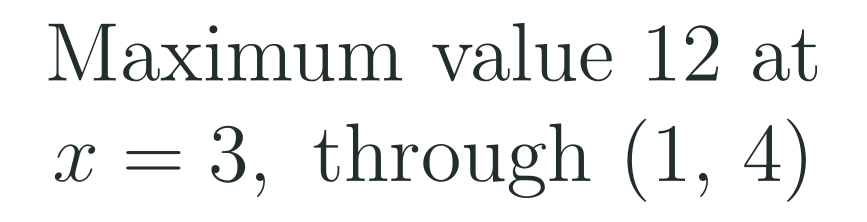 Maximum value 12 at
x = 3, through (1, 4)